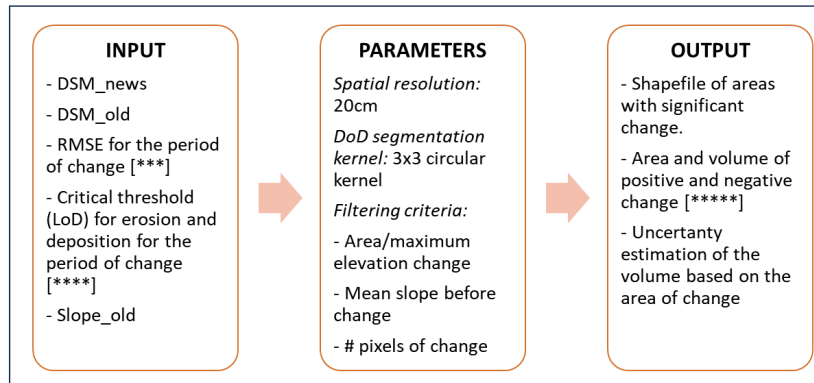 INPUT
- DSM_news
- DSM_old
- RMSE for the period
of change [***]
- Critical threshold
(LoD) for erosion and
deposition for the
period of change
[****]
- Slope_old
PARAMETERS
Spatial resolution:
20cm
DoD segmentation
kernel: 3x3 circular
kernel
Filtering criteria:
- Area/maximum
elevation change
- Mean slope before
change
- # pixels of change
OUTPUT
- Shapefile of areas
with significant
change.
- Area and volume of
positive and negative
change [*****]
- Uncertanty
estimation of the
volume based on the
area of change